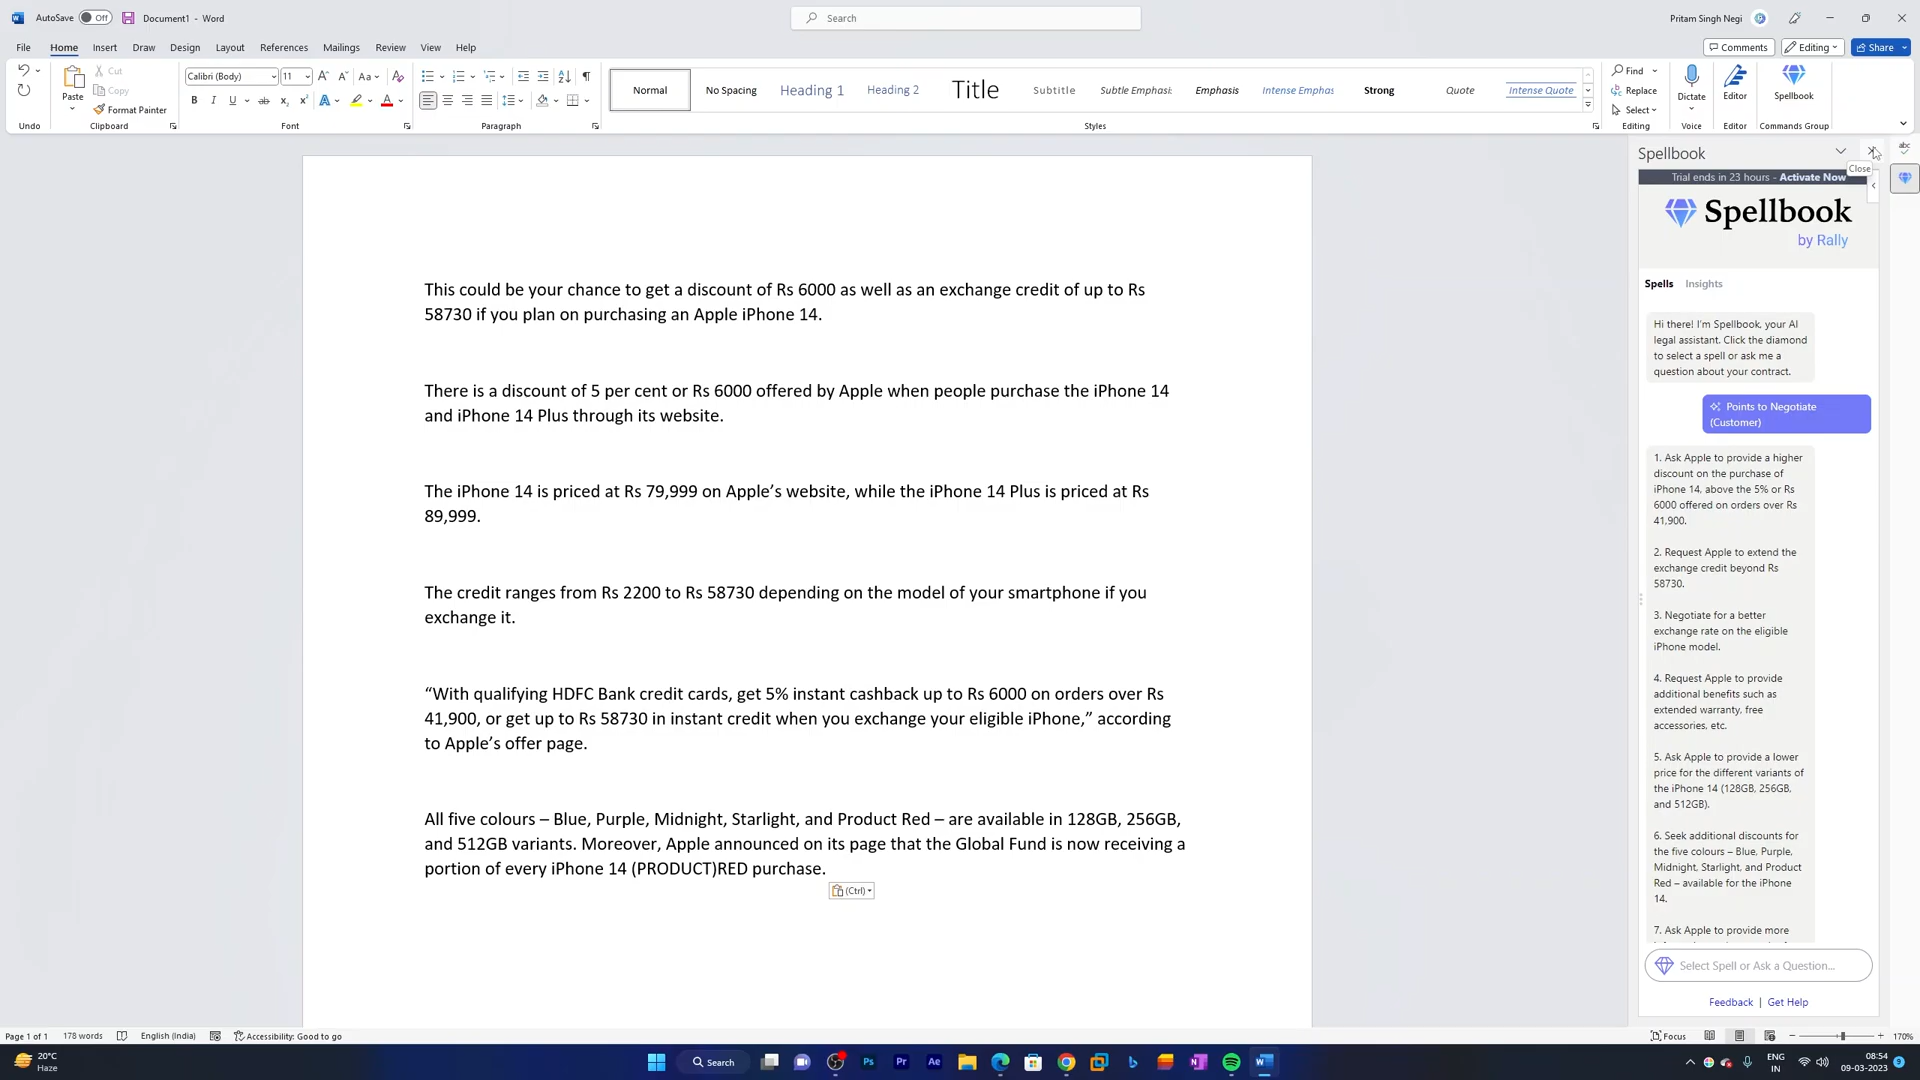 AutoSave Off Document1 - Word Search Pritam Singh Negi
File Home Insert Draw Design Layout References Mailings Review View Help Comments Editing Share
Paste Cut Copy Format Painter
Calibri (Body) 11 Aa
Normal No Spacing Heading 1 Heading 2 Title Subtitle Subtle Emphasi: Emphasis Intense Emphas Strong Quote Intense Quote
Find Replace Select Dictate Editor Spellbook
Undo Clipboard Font Paragraph Styles Editing Voice Editor Commands Group
This could be your chance to get a discount of Rs 6000 as well as an exchange credit of up to Rs
58730 if you plan on purchasing an Apple iPhone 14.
There is a discount of 5 per cent or Rs 6000 offered by Apple when people purchase the iPhone 14
and iPhone 14 Plus through its website.
The iPhone 14 is priced at Rs 79,999 on Apple’s website, while the iPhone 14 Plus is priced at Rs
89,999.
The credit ranges from Rs 2200 to Rs 58730 depending on the model of your smartphone if you
exchange it.
“With qualifying HDFC Bank credit cards, get 5% instant cashback up to Rs 6000 on orders over Rs
41,900, or get up to Rs 58730 in instant credit when you exchange your eligible iPhone,” according
to Apple’s offer page.
All five colours – Blue, Purple, Midnight, Starlight, and Product Red – are available in 128GB, 256GB,
and 512GB variants. Moreover, Apple announced on its page that the Global Fund is now receiving a
portion of every iPhone 14 (PRODUCT)RED purchase.
(Ctrl)
Spellbook
Close
Trial ends in 23 hours - Activate Now
Spellbook
by Rally
Spells Insights
Hi there! I’m Spellbook, your AI
legal assistant. Click the diamond
to select a spell or ask me a
question about your contract.
Points to Negotiate
(Customer)
1. Ask Apple to provide a higher
discount on the purchase of
iPhone 14, above the 5% or Rs
6000 offered on orders over Rs
41,900.
2. Request Apple to extend the
exchange credit beyond Rs
58730.
3. Negotiate for a better
exchange rate on the eligible
iPhone model.
4. Request Apple to provide
additional benefits such as
extended warranty, free
accessories, etc.
5. Ask Apple to provide a lower
price for the different variants of
the iPhone 14 (128GB, 256GB,
and 512GB).
6. Seek additional discounts for
the five colours – Blue, Purple,
Midnight, Starlight, and Product
Red – available for the iPhone
14.
7. Ask Apple to provide more
Select Spell or Ask a Question...
Feedback | Get Help
Page 1 of 1 178 words English (India) Accessibility: Good to go Focus 170%
20°C
Haze
Search
ENG
IN
08:54
09-03-2023